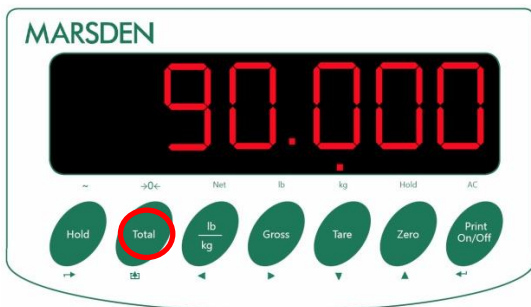 MARSDEN
90.000
~ →0← Net lb kg Hold AC
Hold Total lb/kg Gross Tare Zero Print On/Off